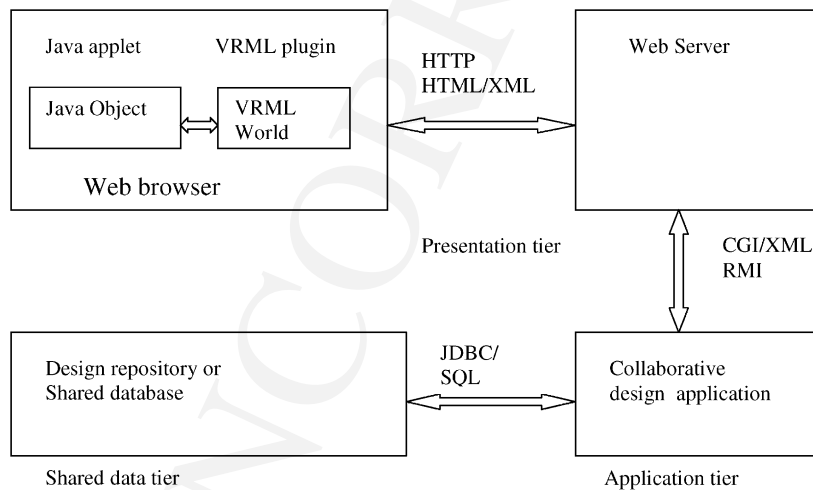 Java applet
VRML plugin
Web Server
HTTP
HTML/XML
Java Object
VRML
World
Web browser
Presentation tier
CGI/XML
RMI
Design repository or
Shared database
JDBC/
SQL
Collaborative
design application
Shared data tier
Application tier
NCORR